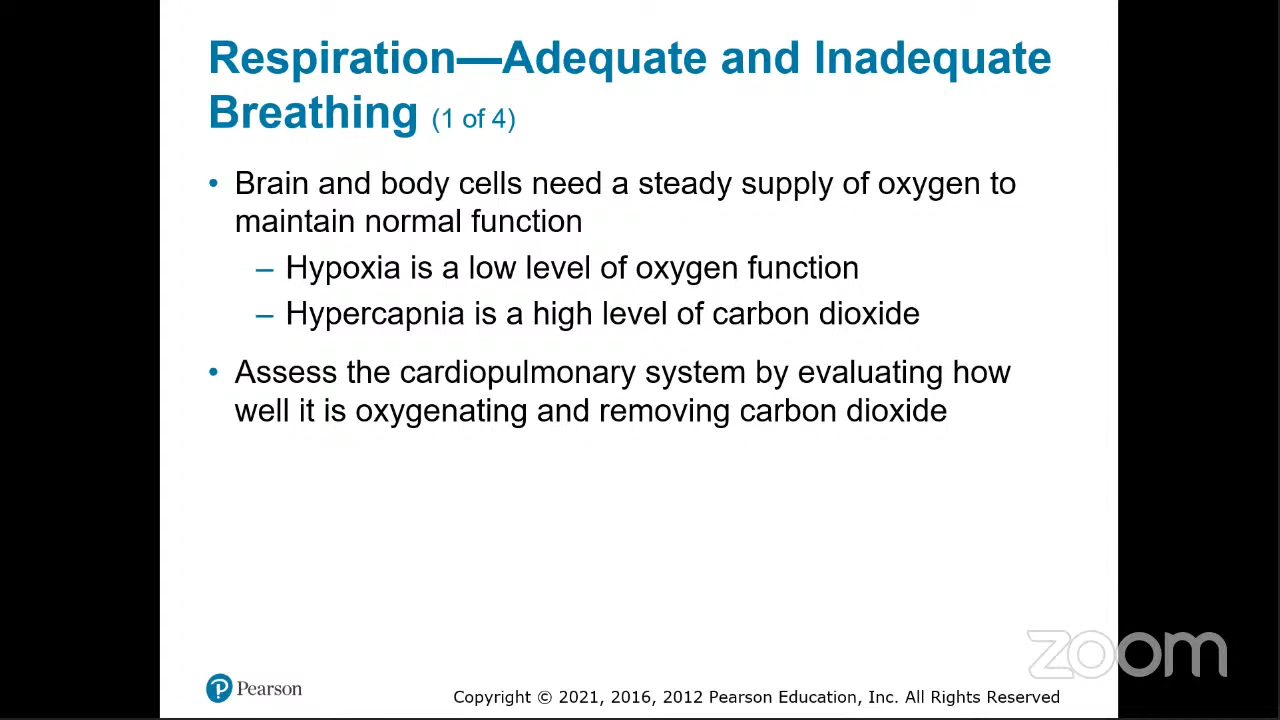 Respiration—Adequate and Inadequate
Breathing (1 of 4)
• Brain and body cells need a steady supply of oxygen to
maintain normal function
– Hypoxia is a low level of oxygen function
– Hypercapnia is a high level of carbon dioxide
• Assess the cardiopulmonary system by evaluating how
well it is oxygenating and removing carbon dioxide
zoom
Pearson
Copyright © 2021, 2016, 2012 Pearson Education, Inc. All Rights Reserved